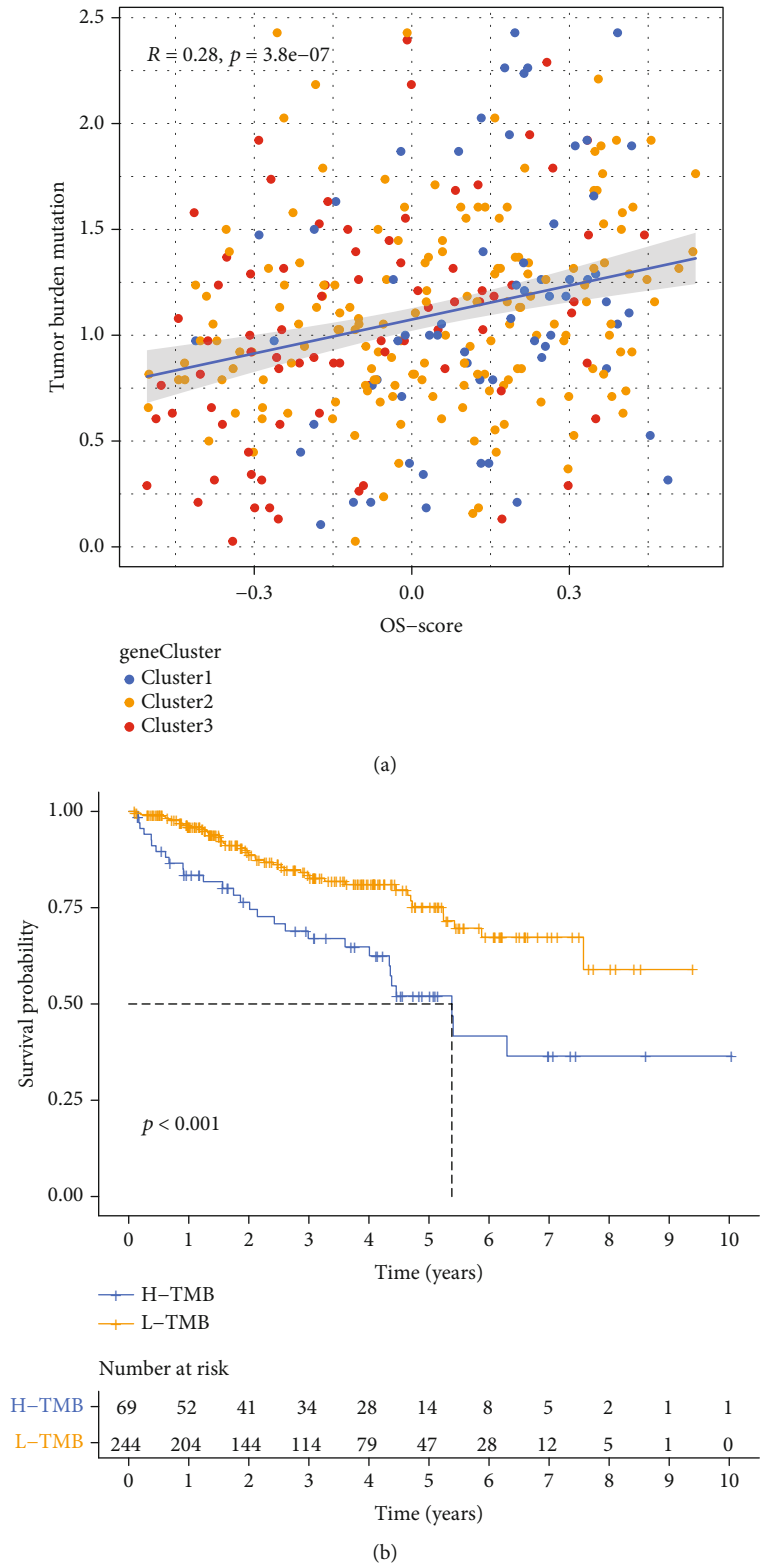 2.5
R = 0.28, p = 3.8e−07
2.0
1.5
1.0
0.5
0.0
Tumor burden mutation
−0.3 0.0 0.3
OS−score
geneCluster
Cluster1
Cluster2
Cluster3
(a)
1.00
0.75
0.50
0.25
p < 0.001
0.00
Survival probability
0 1 2 3 4 5 6 7 8 9 10
Time (years)
H−TMB
L−TMB
Number at risk
H−TMB 69 52 41 34 28 14 8 5 2 1 1
L−TMB 244 204 144 114 79 47 28 12 5 1 0
0 1 2 3 4 5 6 7 8 9 10
Time (years)
(b)